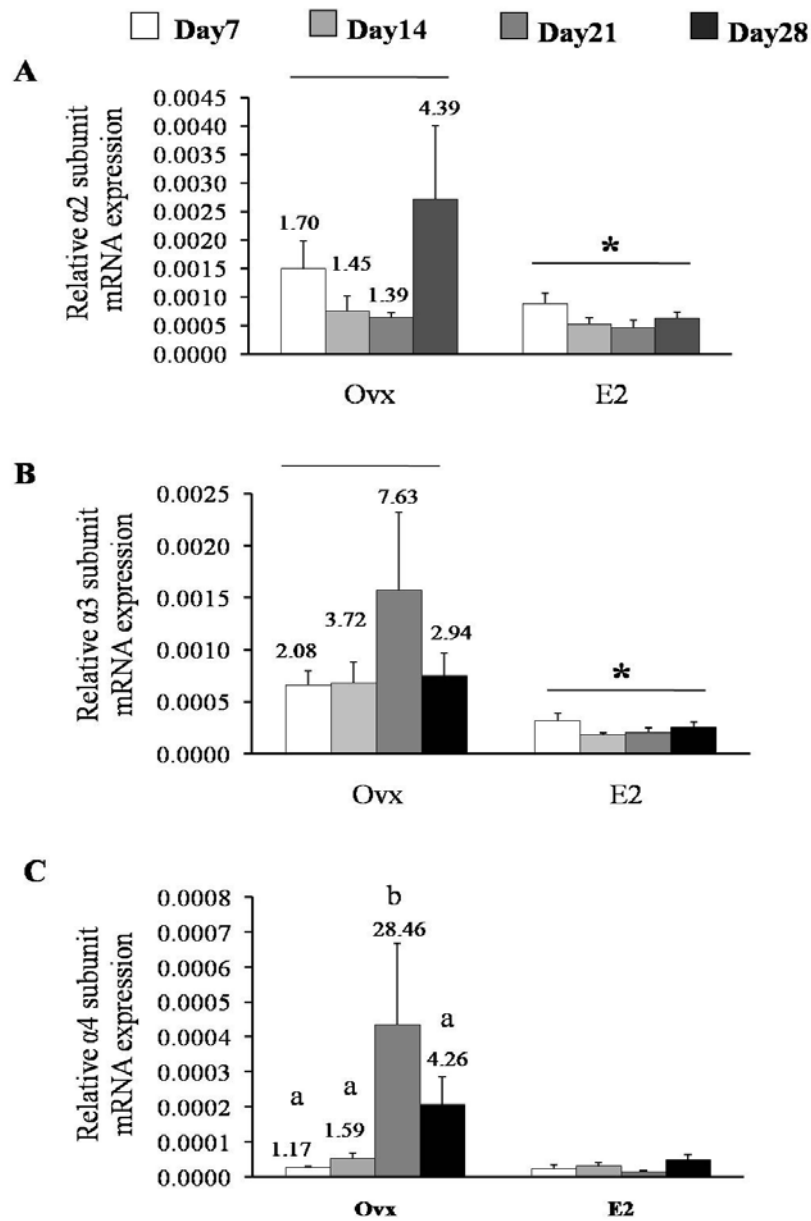 Day7 Day14 Day21 Day28
A
Relative α2 subunit
mRNA expression
0.0045
0.0040
0.0035
0.0030
0.0025
0.0020
0.0015
0.0010
0.0005
0.0000
1.70
1.45
1.39
4.39
*
Ovx E2
B
Relative α3 subunit
mRNA expression
0.0025
0.0020
0.0015
0.0010
0.0005
0.0000
2.08
3.72
7.63
2.94
*
Ovx E2
C
Relative α4 subunit
mRNA expression
0.0008
0.0007
0.0006
0.0005
0.0004
0.0003
0.0002
0.0001
0.0000
a
1.17
a
1.59
b
28.46
a
4.26
Ovx E2